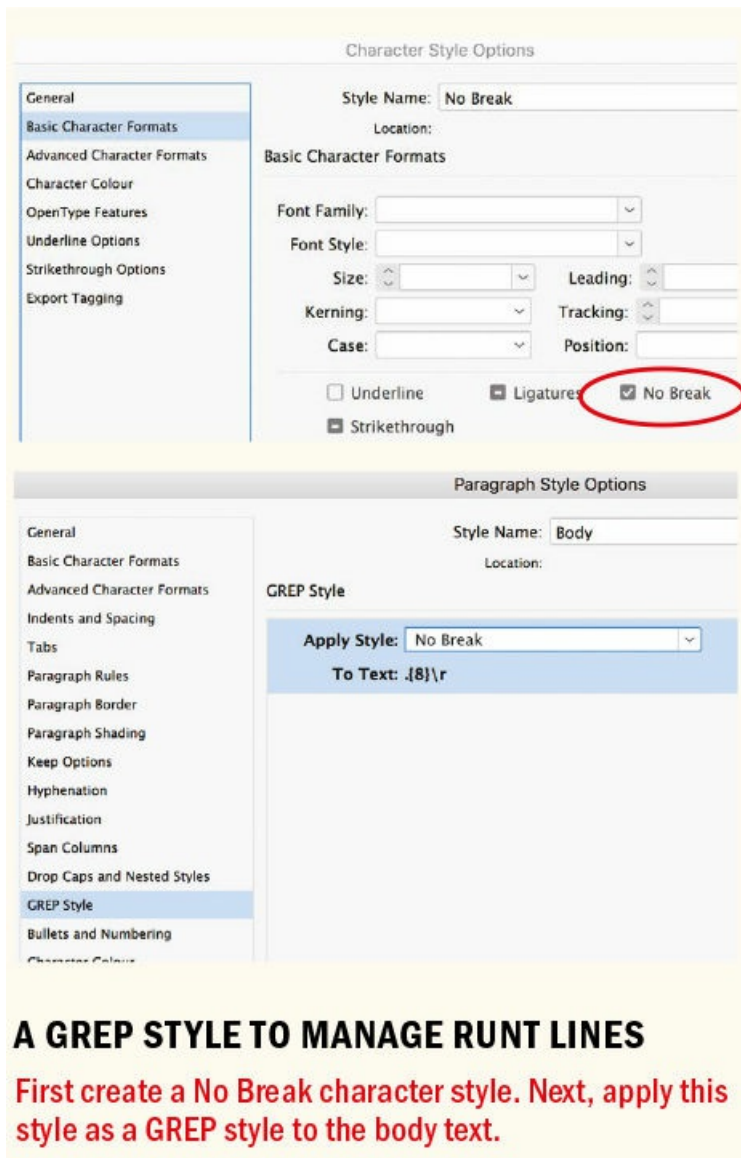 Character Style Options
General
Basic Character Formats
Advanced Character Formats
Character Colour
OpenType Features
Underline Options
Strikethrough Options
Export Tagging
Style Name: No Break
Location:
Basic Character Formats
Font Family:
Font Style:
Size: Leading:
Kerning: Tracking:
Case: Position:
Underline Ligatures No Break
Strikethrough
Paragraph Style Options
General
Basic Character Formats
Advanced Character Formats
Indents and Spacing
Tabs
Paragraph Rules
Paragraph Border
Paragraph Shading
Keep Options
Hyphenation
Justification
Span Columns
Drop Caps and Nested Styles
GREP Style
Bullets and Numbering
Character Colour
Style Name: Body
Location:
GREP Style
Apply Style: No Break
To Text: .{8}\r
A GREP STYLE TO MANAGE RUNT LINES
First create a No Break character style. Next, apply this
style as a GREP style to the body text.